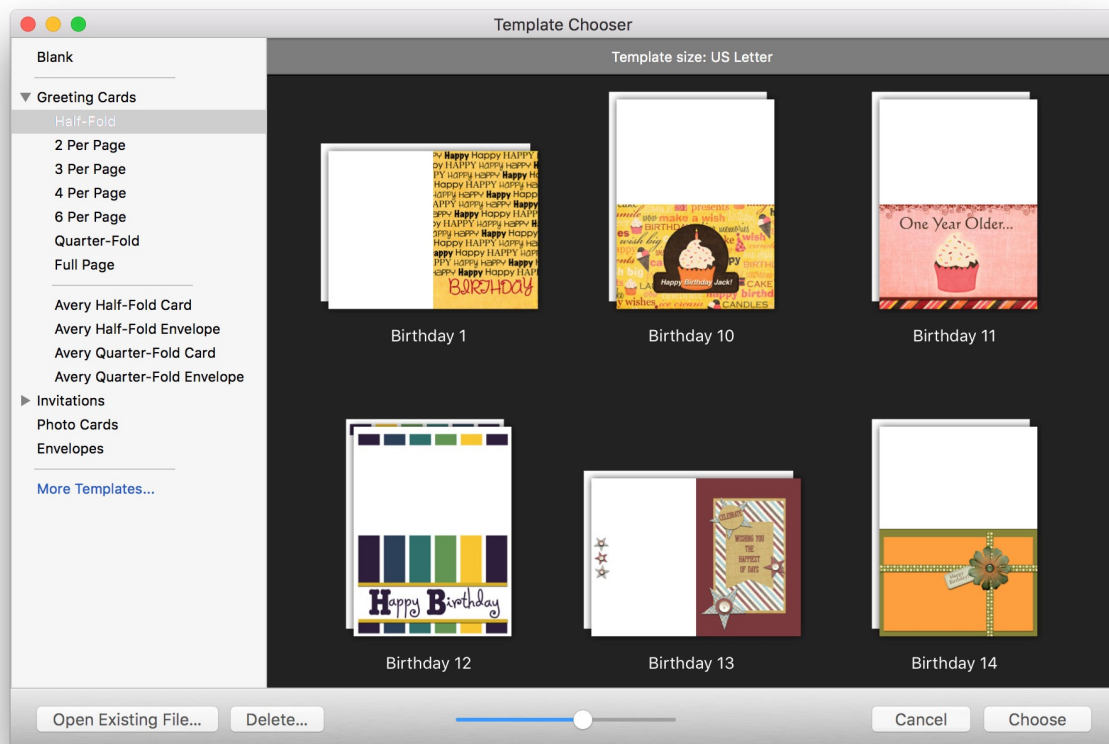 Template Chooser
Blank
Greeting Cards
Half-Fold
2 Per Page
3 Per Page
4 Per Page
6 Per Page
Quarter-Fold
Full Page
Avery Half-Fold Card
Avery Half-Fold Envelope
Avery Quarter-Fold Card
Avery Quarter-Fold Envelope
Invitations
Photo Cards
Envelopes
More Templates...
Template size: US Letter
BIRTHDAY
Birthday 1
make a wish
Happy Birthday Jack!
CANDLES
Birthday 10
One Year Older...
Birthday 11
Happy Birthday
Birthday 12
CELEBRATE
WISHING YOU
THE
HAPPIEST
OF DAYS
Birthday 13
Happy
Birthday
Birthday 14
Open Existing File...
Delete...
Cancel
Choose